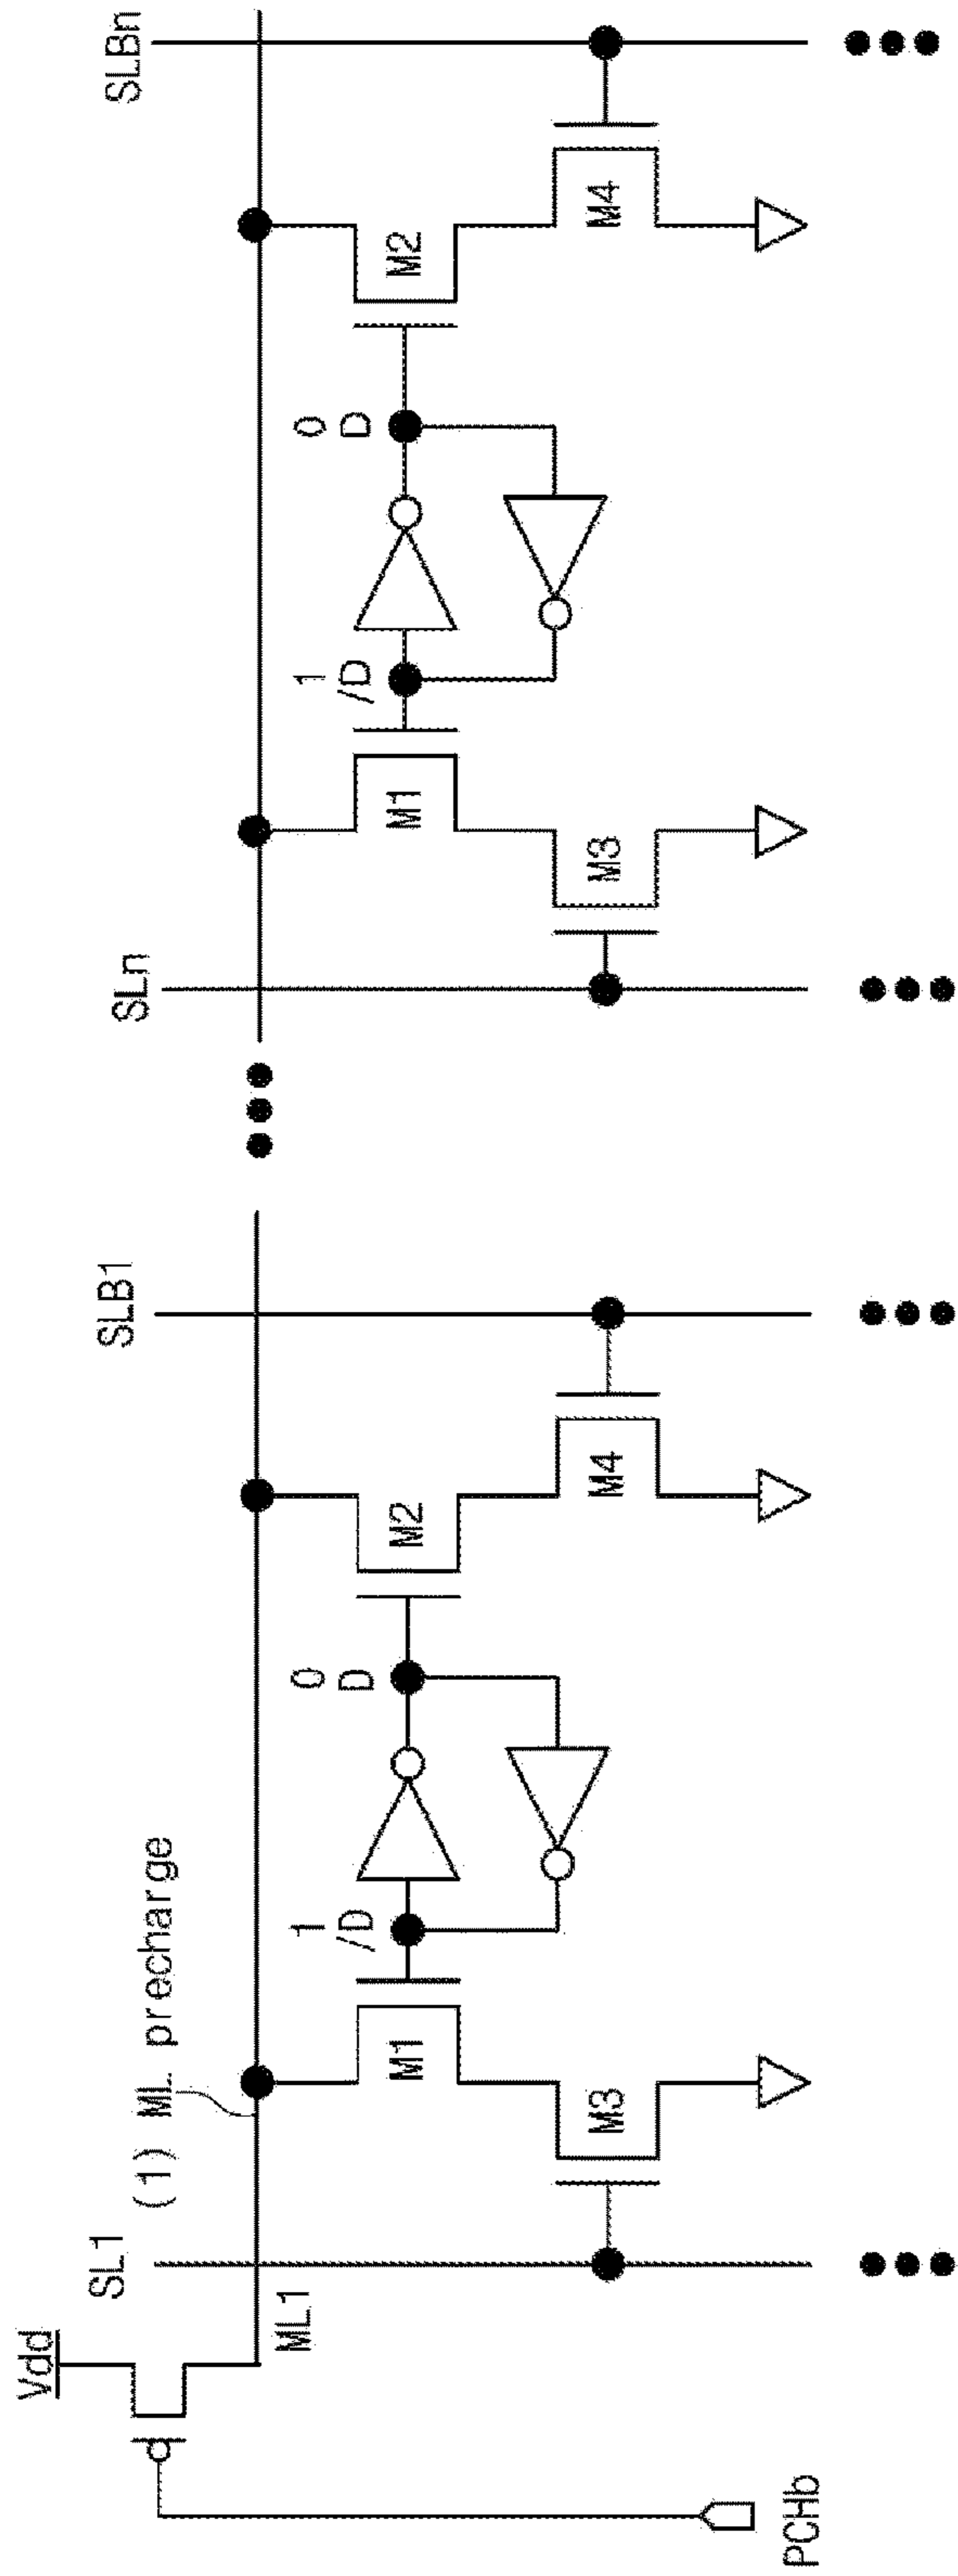 Vdd
SL1
(1) ML precharge
SLB1
SLn
SLBn
ML1
1
0
1
0
/D
D
/D
D
M1
M2
M1
M2
M3
M4
M3
M4
PCHb